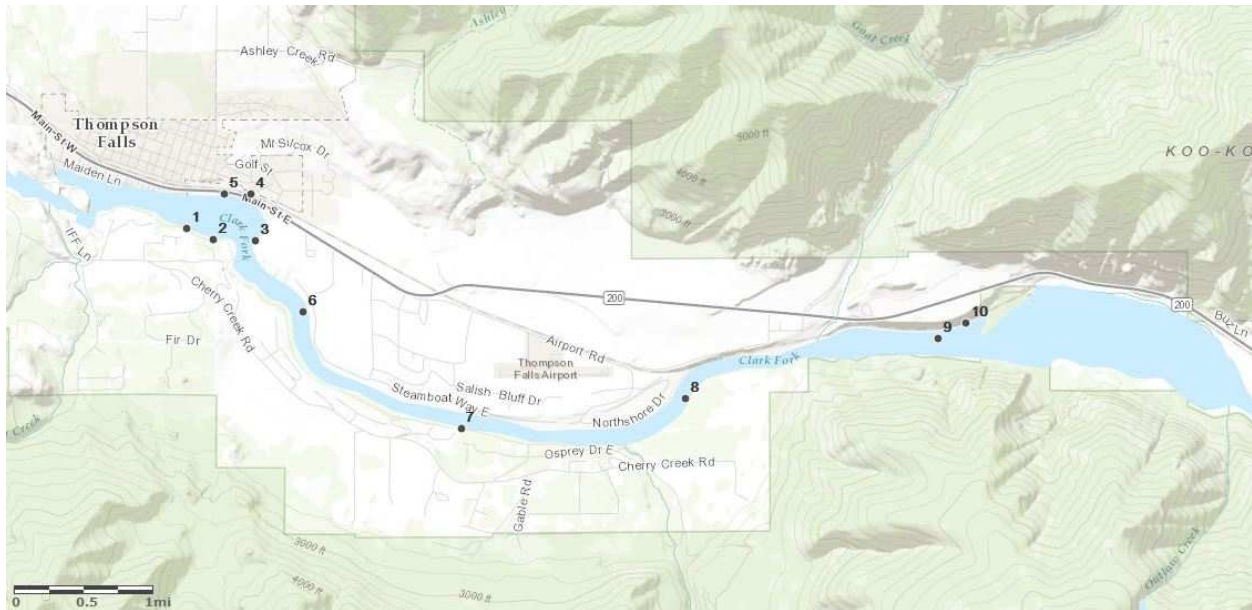 Ashley
Goat Creek
Ashley Creek Rd
5000 ft
Thompson
Falls
Main St W
Mt Silcox Dr
Golf St
4000 ft
KOO-KO
Maiden Ln
5
4
Main St E
3000 ft
1
2
Clark Fork
3
IFF Ln
Cherry Creek Rd
6
200
200
Buz Ln
10
9
Fir Dr
Airport Rd
Thompson
Falls Airport
Clark Fork
Salish Bluff Dr
Steamboat Way E
8
Northshore Dr
7
Creek
Osprey Dr E
Cherry Creek Rd
Gable Rd
3000 ft
4000 ft
3000 ft
Outlaw Creek
0 0.5 1mi